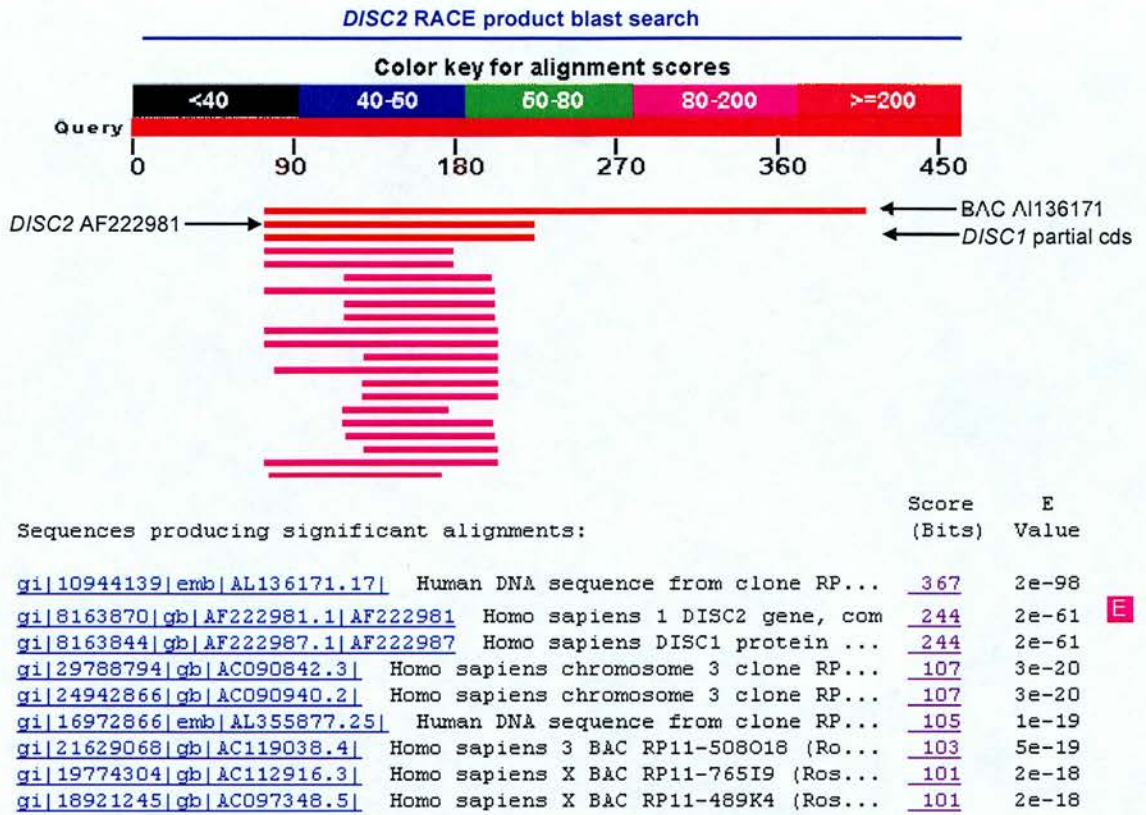 DISC2 RACE product blast search
Color key for alignment scores
<40 40-50 50-80 80-200 >=200
Query
0 90 180 270 360 450
DISC2 AF222981
BAC Al136171
DISC1 partial cds
Score E
Sequences producing significant alignments: (Bits) Value
gi|10944139|emb|AL136171.17| Human DNA sequence from clone RP... 367 2e-98
gi|8163870|gb|AF222981.1|AF222981 Homo sapiens 1 DISC2 gene, com 244 2e-61 E
gi|8163844|gb|AF222987.1|AF222987 Homo sapiens DISC1 protein ... 244 2e-61
gi|29788794|gb|AC090842.3| Homo sapiens chromosome 3 clone RP... 107 3e-20
gi|24942866|gb|AC090940.2| Homo sapiens chromosome 3 clone RP... 107 3e-20
gi|16972866|emb|AL355877.25| Human DNA sequence from clone RP... 105 1e-19
gi|21629068|gb|AC119038.4| Homo sapiens 3 BAC RP11-508O18 (Ro... 103 5e-19
gi|19774304|gb|AC112916.3| Homo sapiens X BAC RP11-765I9 (Ros... 101 2e-18
gi|18921245|gb|AC097348.5| Homo sapiens X BAC RP11-489K4 (Ros... 101 2e-18